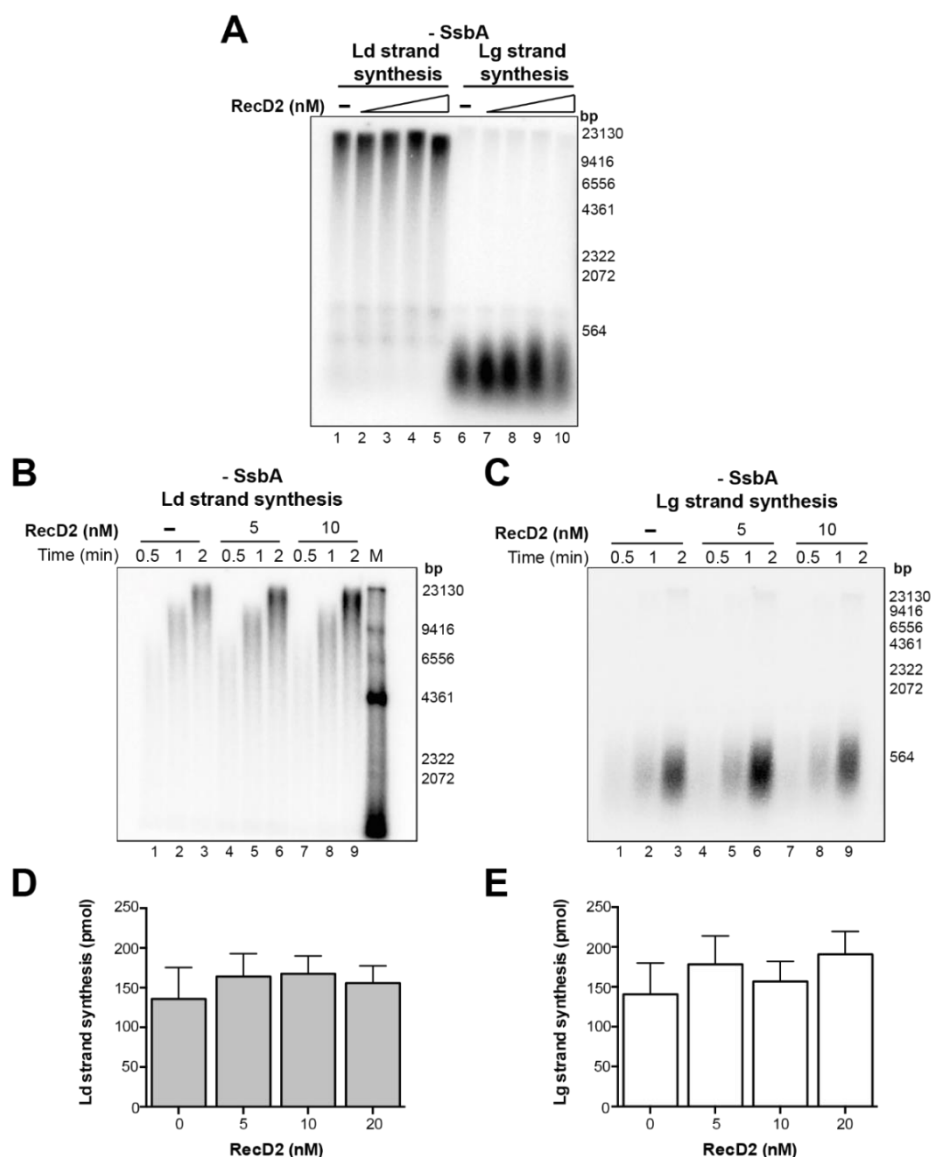 A
- SsbA
Ld strand synthesis Lg strand synthesis
RecD2 (nM) – –
bp
23130
9416
6556
4361
2322
2072
564
1 2 3 4 5 6 7 8 9 10
B
- SsbA
Ld strand synthesis
RecD2 (nM) – 5 10
Time (min) 0.5 1 2 0.5 1 2 0.5 1 2 M
bp
23130
9416
6556
4361
2322
2072
1 2 3 4 5 6 7 8 9
C
- SsbA
Lg strand synthesis
RecD2 (nM) – 5 10
Time (min) 0.5 1 2 0.5 1 2 0.5 1 2
bp
23130
9416
6556
4361
2322
2072
564
1 2 3 4 5 6 7 8 9
D
Ld strand synthesis (pmol)
250
200
150
100
50
0
0 5 10 20
RecD2 (nM)
E
Lg strand synthesis (pmol)
250
200
150
100
50
0
0 5 10 20
RecD2 (nM)